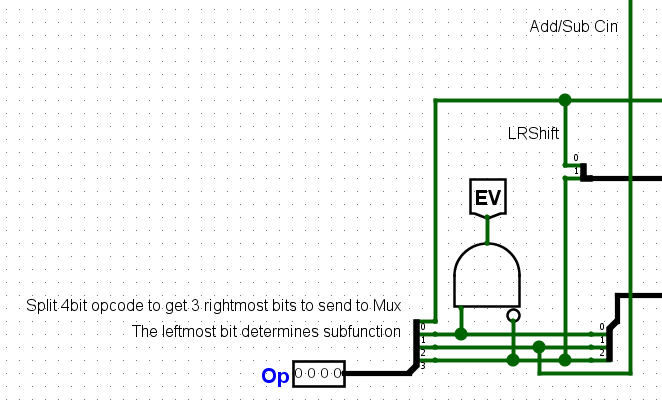 Add/Sub Cin
LRShift
0
1
EV
Split 4bit opcode to get 3 rightmost bits to send to Mux
The leftmost bit determines subfunction
0
1
2
3
0
1
2
Op
0 0 0 0